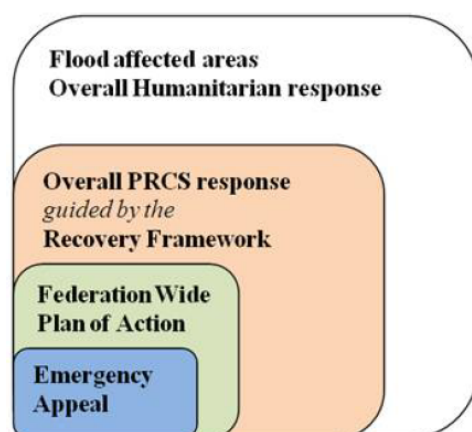 Flood affected areas
Overall Humanitarian response
Overall PRCS response
guided by the
Recovery Framework
Federation Wide
Plan of Action
Emergency
Appeal